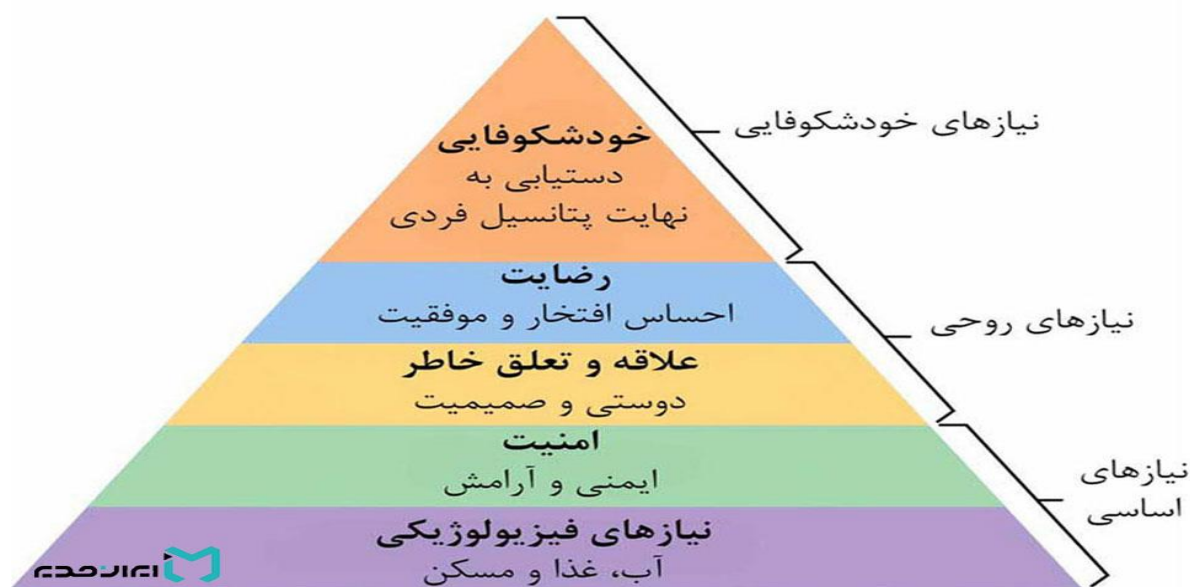 خودشکوفایی
دستیابی به
نهایت پتانسیل فردی
نیازهای خودشکوفایی
رضایت
احساس افتخار و موفقیت
علاقه و تعلق خاطر
دوستی و صمیمیت
نیازهای روحی
امنیت
ایمنی و آرامش
نیازهای فیزیولوژیکی
آب، غذا و مسکن
نیازهای
اساسی